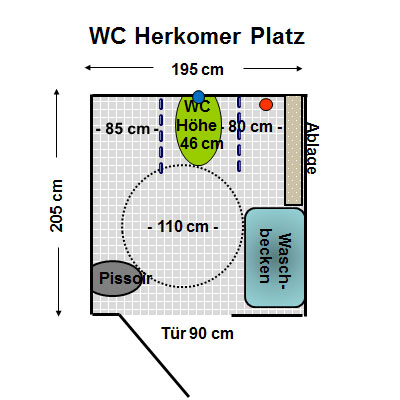 WC Herkomer Platz
195 cm
205 cm
- 85 cm -
WC
Höhe
46 cm
- 80 cm -
Ablage
- 110 cm -
Wasch-
becken
Pissoir
Tür 90 cm